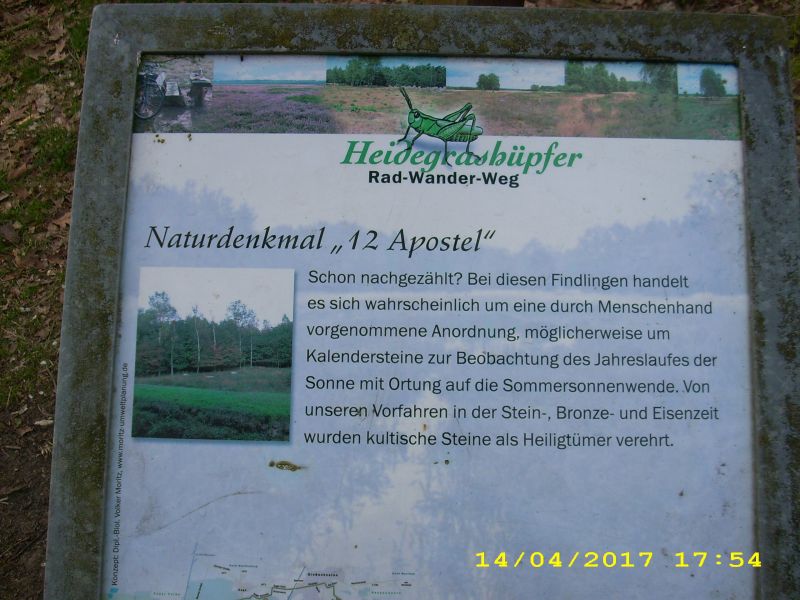 Heidegrashüpfer
Rad-Wander-Weg
Naturdenkmal „12 Apostel“
Schon nachgezählt? Bei diesen Findlingen handelt
es sich wahrscheinlich um eine durch Menschenhand
vorgenommene Anordnung, möglicherweise um
Kalendersteine zur Beobachtung des Jahreslaufes der
Sonne mit Ortung auf die Sommersonnenwende. Von
unseren Vorfahren in der Stein-, Bronze- und Eisenzeit
wurden kultische Steine als Heiligtümer verehrt.
Konzept: Dipl.-Biol. Volker Moritz, www.moritz-umweltplanung.de
14/04/2017 17:54